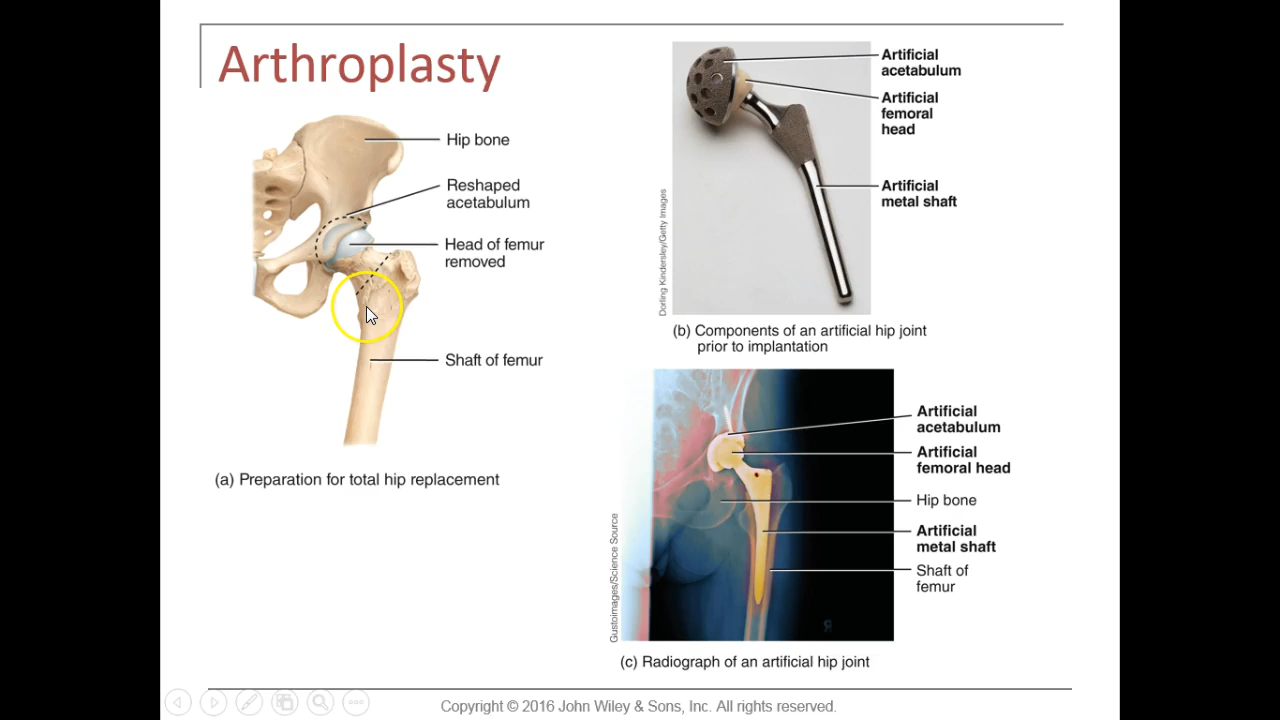 Arthroplasty
Hip bone
Reshaped
acetabulum
Head of femur
removed
Shaft of femur
(a) Preparation for total hip replacement
Artificial
acetabulum
Artificial
femoral
head
Artificial
metal shaft
Dorling Kindersley/Getty Images
(b) Components of an artificial hip joint
prior to implantation
Artificial
acetabulum
Artificial
femoral head
Hip bone
Artificial
metal shaft
Shaft of
femur
Gustoimages/Science Source
(c) Radiograph of an artificial hip joint
Copyright © 2016 John Wiley & Sons, Inc. All rights reserved.